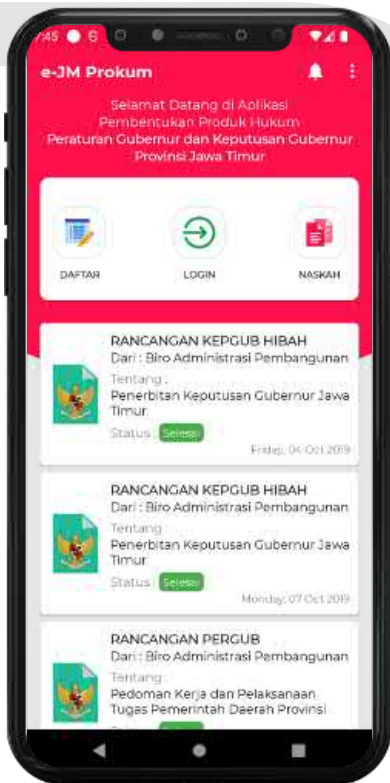 e-JM Prokum
Selamat Datang di Aplikasi
Pembentukan Produk Hukum
Peraturan Gubernur dan Keputusan Gubernur
Provinsi Jawa Timur
DAFTAR
LOGIN
NASKAH
RANCANGAN KEPGUB HIBAH
Dari : Biro Administrasi Pembangunan
Tentang :
Penerbitan Keputusan Gubernur Jawa
Timur
Status : Selesai
Friday, 04 Oct 2019
RANCANGAN KEPGUB HIBAH
Dari : Biro Administrasi Pembangunan
Tentang :
Penerbitan Keputusan Gubernur Jawa
Timur
Status : Selesai
Monday, 07 Oct 2019
RANCANGAN PERGUB
Dari : Biro Administrasi Pembangunan
Tentang :
Pedoman Kerja dan Pelaksanaan
Tugas Pemerintah Daerah Provinsi